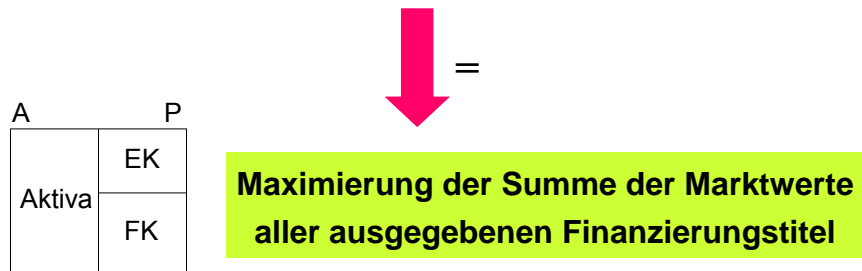 =
A P
EK
Aktiva
FK
Maximierung der Summe der Marktwerte
aller ausgegebenen Finanzierungstitel